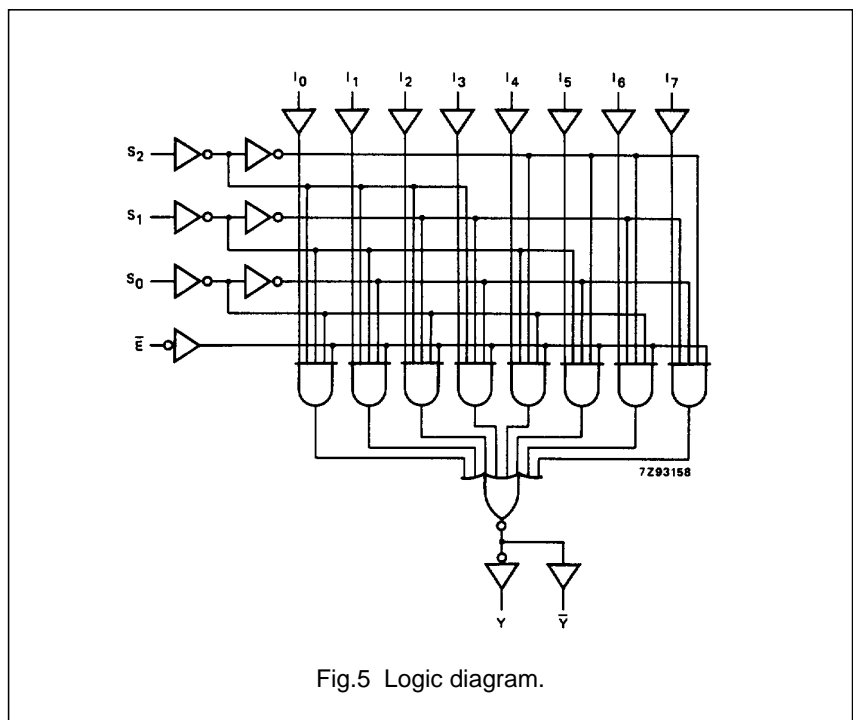 I0 I1 I2 I3 I4 I5 I6 I7
S2
S1
S0
E̅
7Z93158
Y Y̅
Fig.5 Logic diagram.